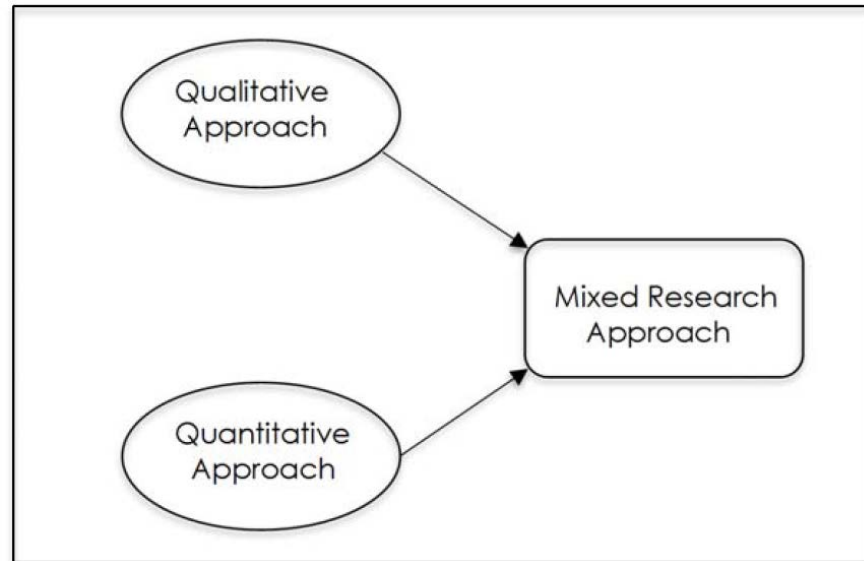 Qualitative
Approach
Mixed Research
Approach
Quantitative
Approach